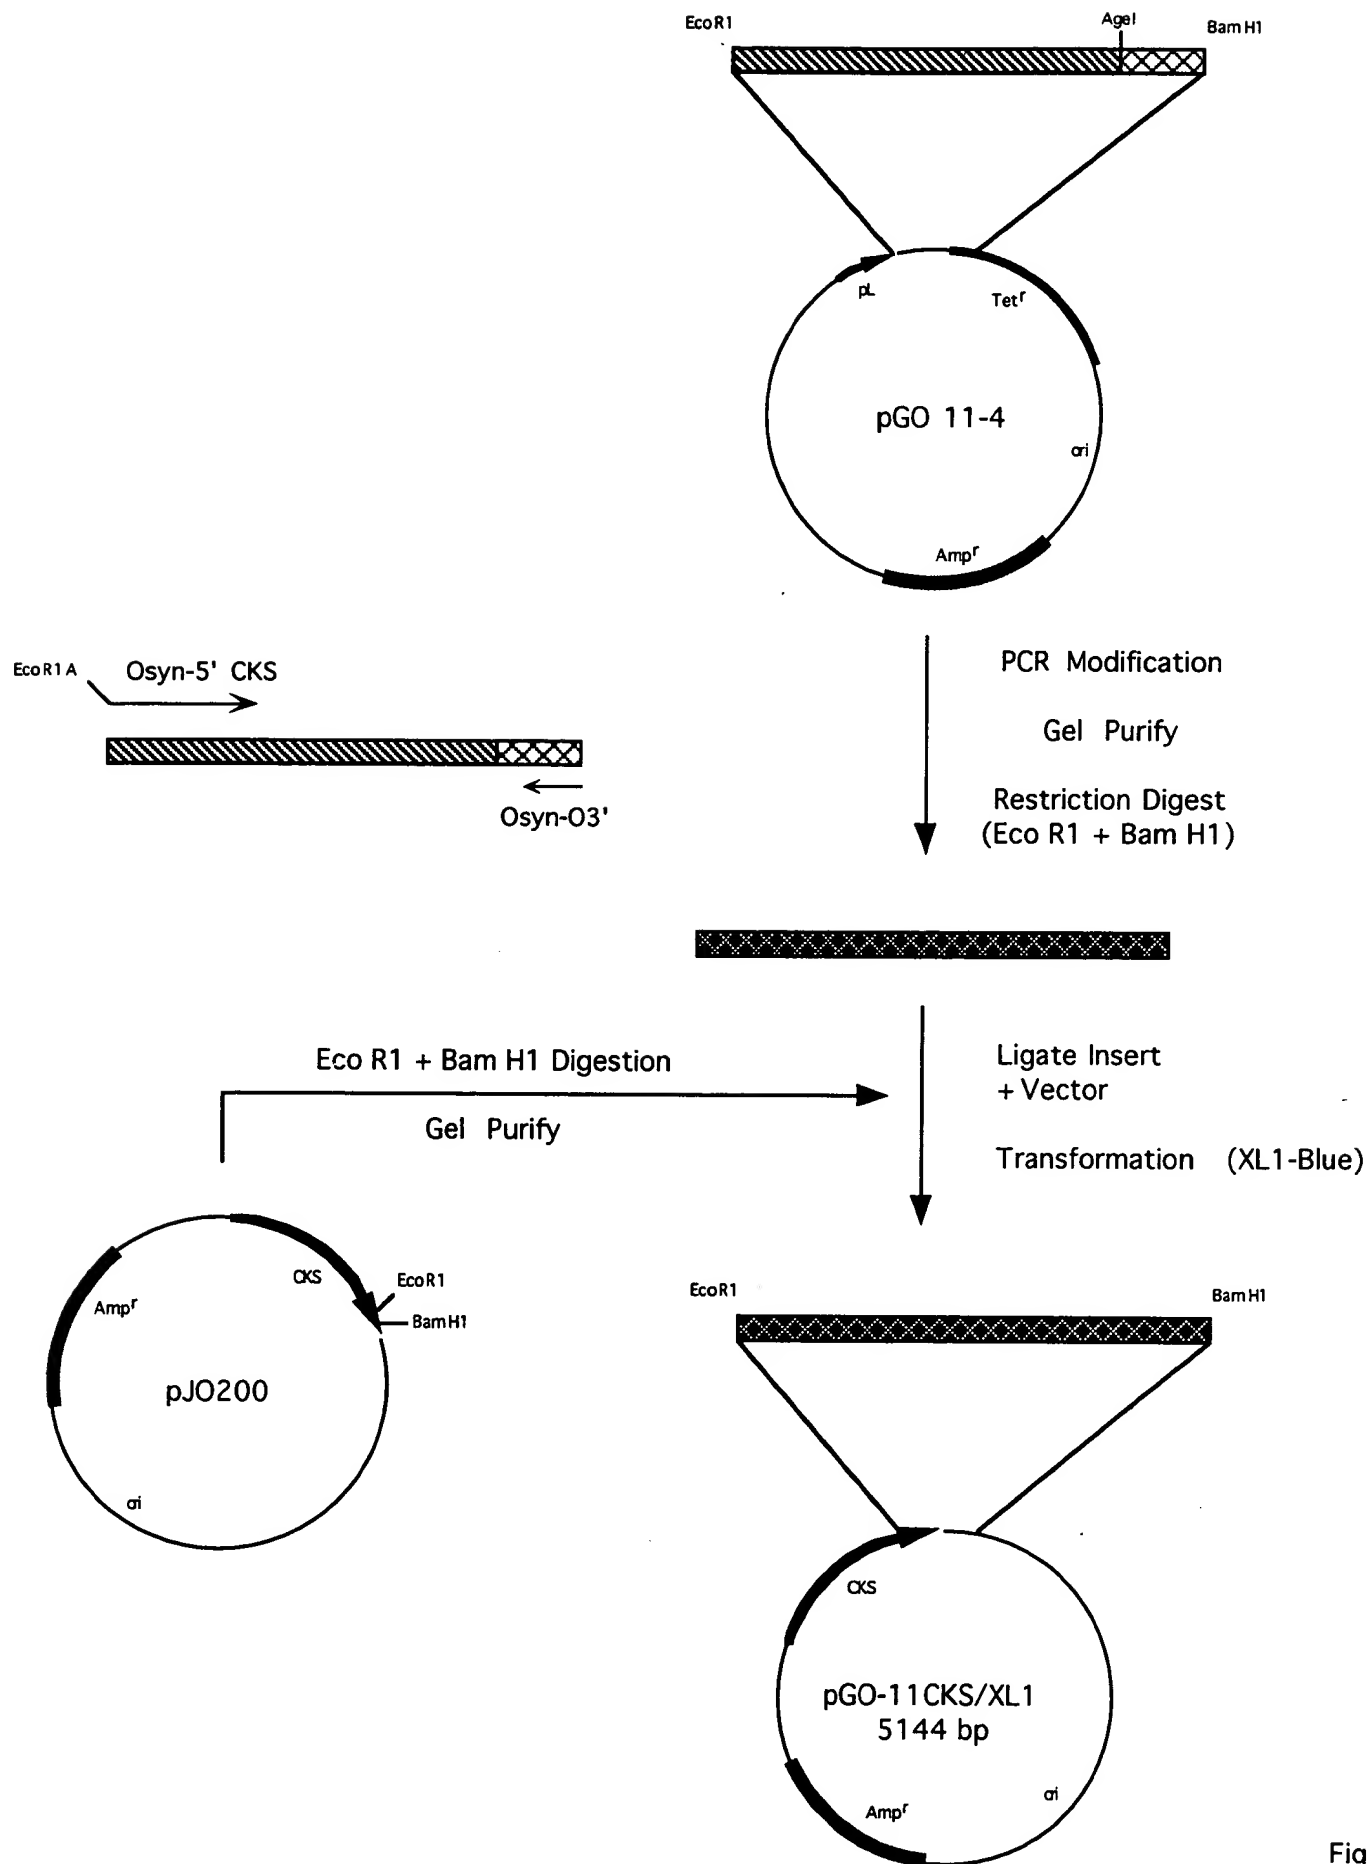 EcoR1
AgeI
BamH1
pL
Tetr
pGO 11-4
ori
Ampr
PCR Modification
Gel Purify
Restriction Digest
(Eco R1 + Bam H1)
EcoR1A
Osyn-5' CKS
Osyn-O3'
Eco R1 + Bam H1 Digestion
Gel Purify
Ligate Insert
+ Vector
Transformation (XL1-Blue)
CKS
EcoR1
BamH1
Ampr
pJO200
ori
EcoR1
BamH1
CKS
pGO-11CKS/XL1
5144 bp
ori
Ampr
Fig